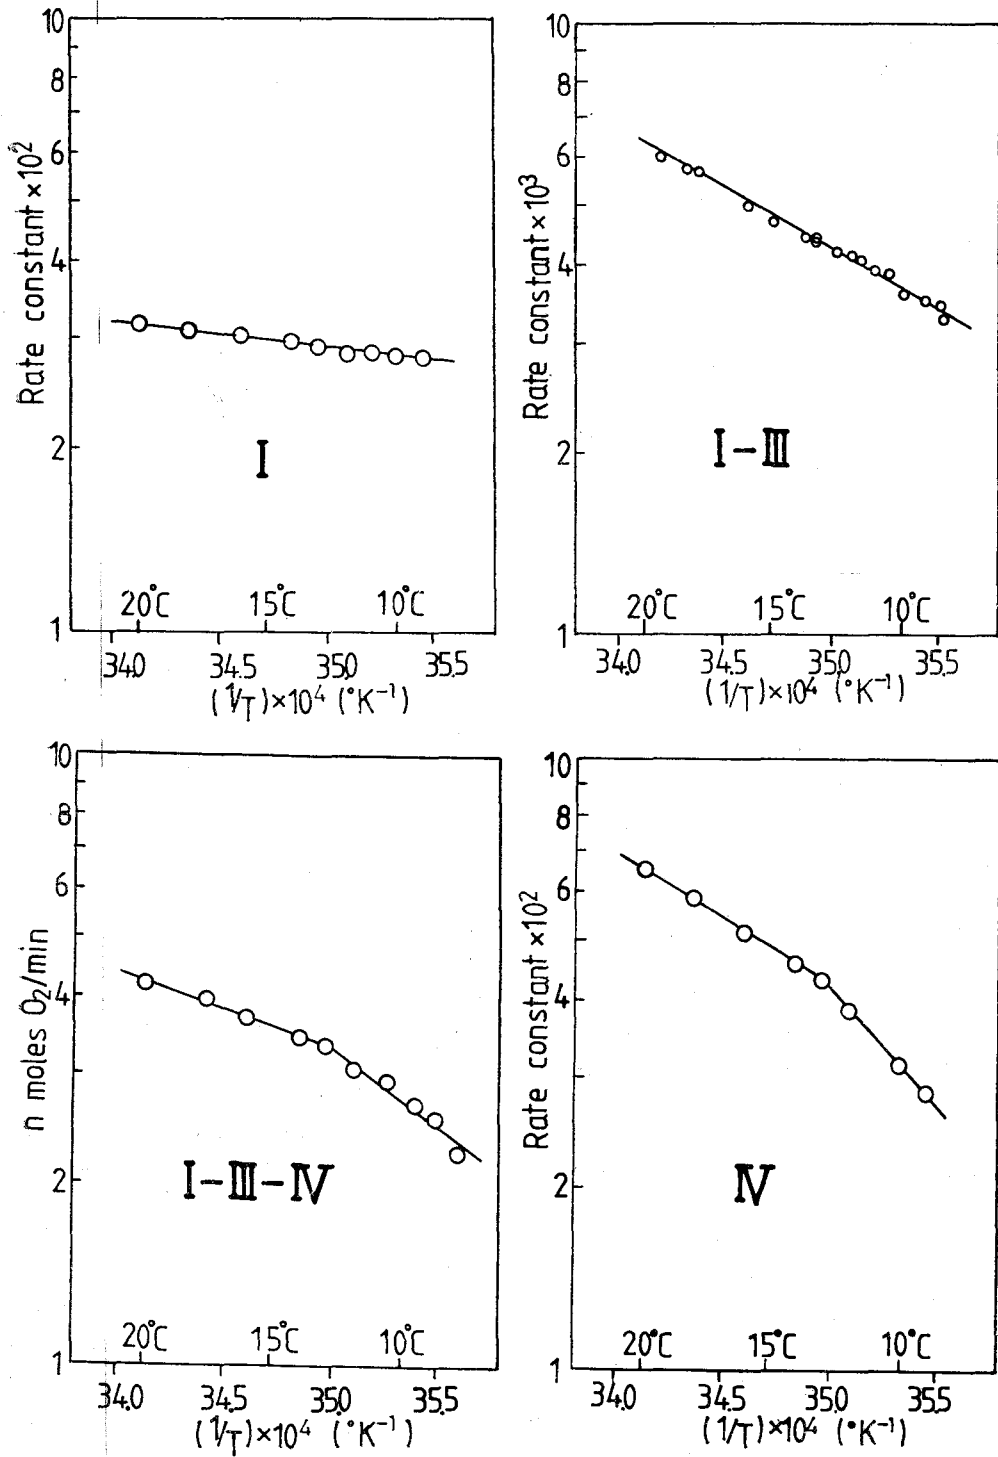 10
8
6
4
2
1
Rate constant×10²
I
20°C 15°C 10°C
34.0 34.5 35.0 35.5
(1/T)×10⁴ (°K⁻¹)
10
8
6
4
2
1
Rate constant×10³
I-III
20°C 15°C 10°C
34.0 34.5 35.0 35.5
(1/T)×10⁴ (°K⁻¹)
10
8
6
4
2
1
n moles O₂/min
I-III-IV
20°C 15°C 10°C
34.0 34.5 35.0 35.5
(1/T)×10⁴ (°K⁻¹)
10
8
6
4
2
1
Rate constant×10²
IV
20°C 15°C 10°C
34.0 34.5 35.0 35.5
(1/T)×10⁴ (°K⁻¹)